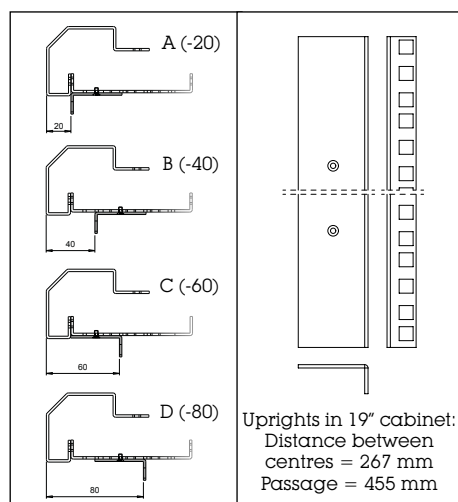 A (-20)
20
B (-40)
40
C (-60)
60
D (-80)
80
Uprights in 19" cabinet:
Distance between
centres = 267 mm
Passage = 455 mm